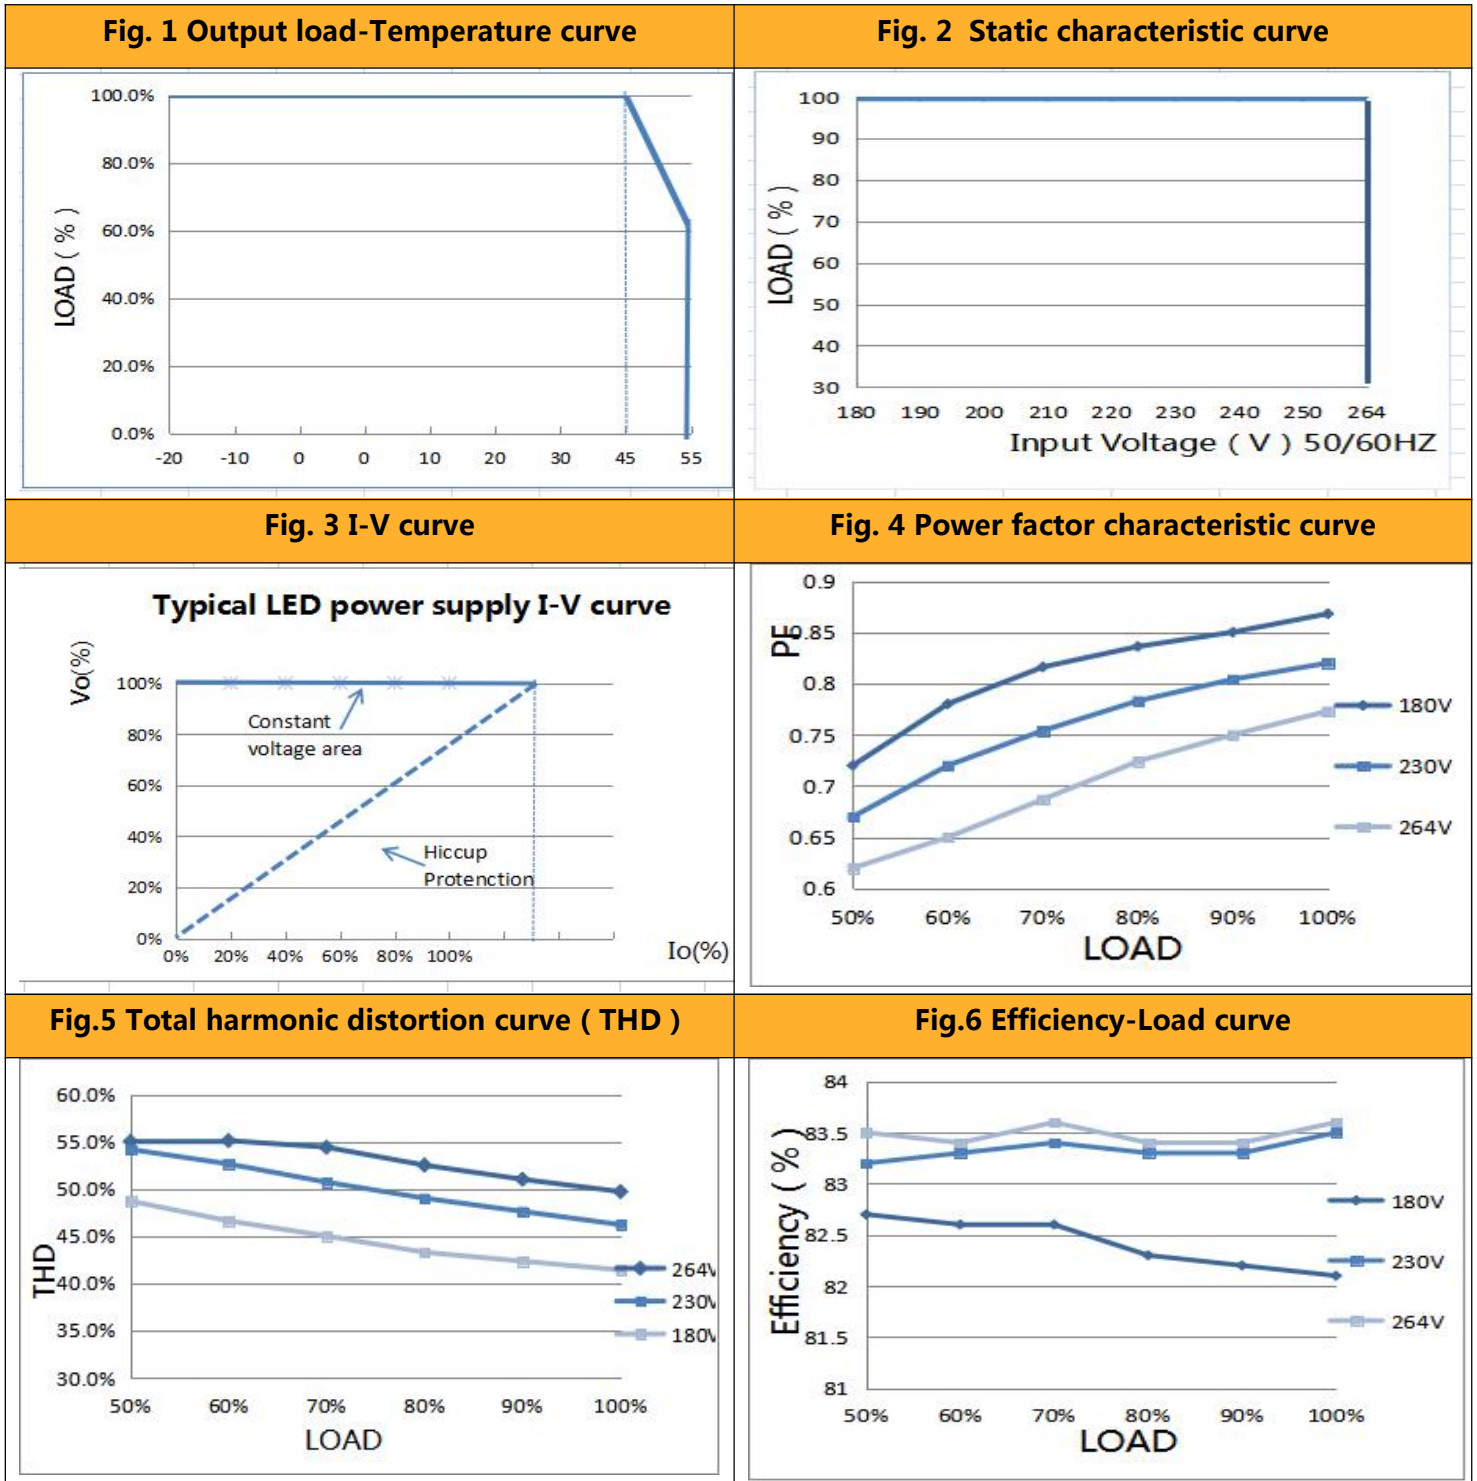 Fig. 1 Output load-Temperature curve
100.0%
80.0%
60.0%
40.0%
20.0%
0.0%
LOAD ( % )
-20 -10 0 0 10 20 30 45 55
Fig. 2 Static characteristic curve
100
90
80
70
60
50
40
30
LOAD ( % )
180 190 200 210 220 230 240 250 264
Input Voltage ( V ) 50/60HZ
Fig. 3 I-V curve
Typical LED power supply I-V curve
Vo(%)
100%
80%
60%
40%
20%
0%
Constant
voltage area
Hiccup
Protenction
0% 20% 40% 60% 80% 100%
Io(%)
Fig. 4 Power factor characteristic curve
0.9
0.85
0.8
0.75
0.7
0.65
0.6
PF
180V
230V
264V
50% 60% 70% 80% 90% 100%
LOAD
Fig.5 Total harmonic distortion curve ( THD )
60.0%
55.0%
50.0%
45.0%
40.0%
35.0%
30.0%
THD
264V
230V
180V
50% 60% 70% 80% 90% 100%
LOAD
Fig.6 Efficiency-Load curve
84
83.5
83
82.5
82
81.5
81
Efficiency ( % )
180V
230V
264V
50% 60% 70% 80% 90% 100%
LOAD